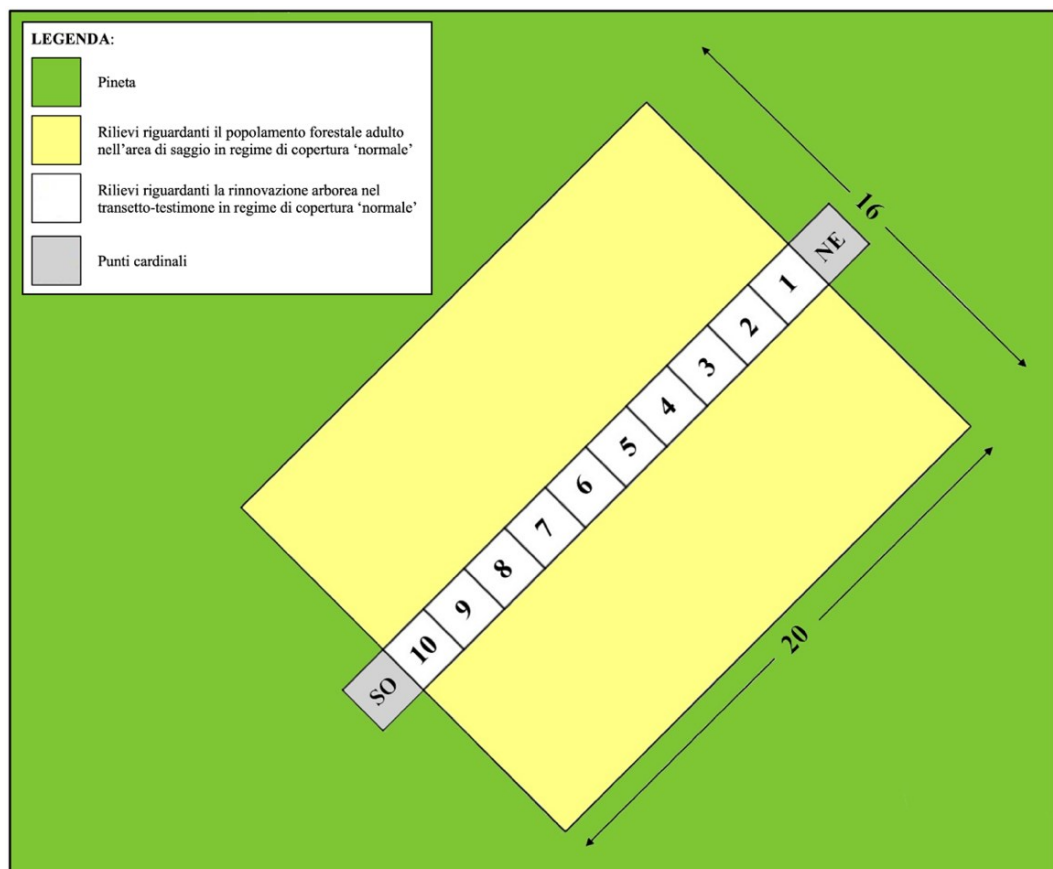 LEGENDA:
Pineta
Rilievi riguardanti il popolamento forestale adulto
nell’area di saggio in regime di copertura ‘normale’
Rilievi riguardanti la rinnovazione arborea nel
transetto-testimone in regime di copertura ‘normale’
Punti cardinali
16
NE
1
2
3
4
5
6
7
8
9
10
SO
20